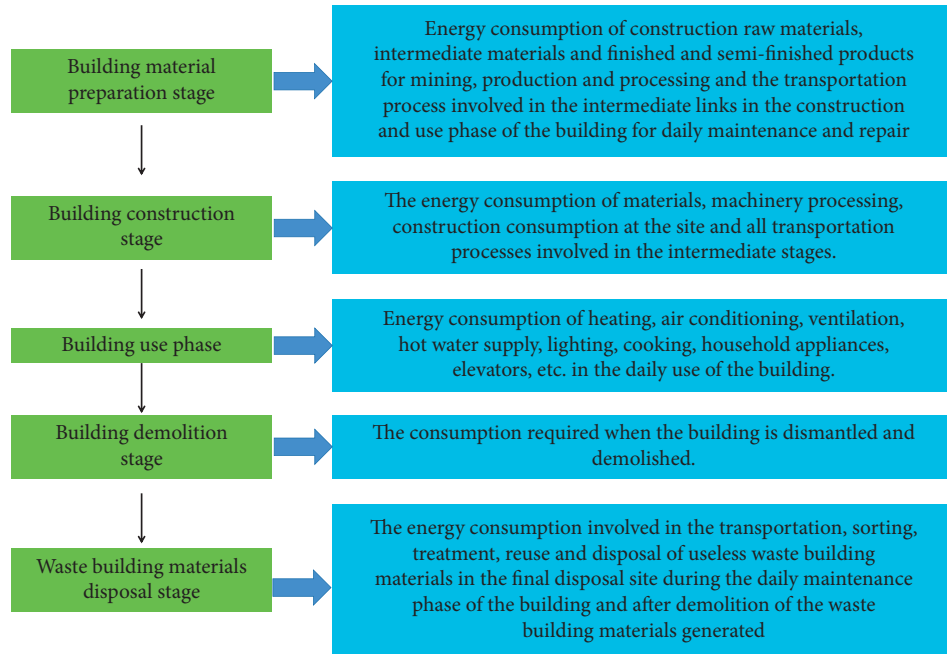 Building material
preparation stage
Energy consumption of construction raw materials,
intermediate materials and finished and semi-finished products
for mining, production and processing and the transportation
process involved in the intermediate links in the construction
and use phase of the building for daily maintenance and repair
Building construction
stage
The energy consumption of materials, machinery processing,
construction consumption at the site and all transportation
processes involved in the intermediate stages.
Building use phase
Energy consumption of heating, air conditioning, ventilation,
hot water supply, lighting, cooking, household appliances,
elevators, etc. in the daily use of the building.
Building demolition
stage
The consumption required when the building is dismantled and
demolished.
Waste building materials
disposal stage
The energy consumption involved in the transportation, sorting,
treatment, reuse and disposal of useless waste building
materials in the final disposal site during the daily maintenance
phase of the building and after demolition of the waste
building materials generated